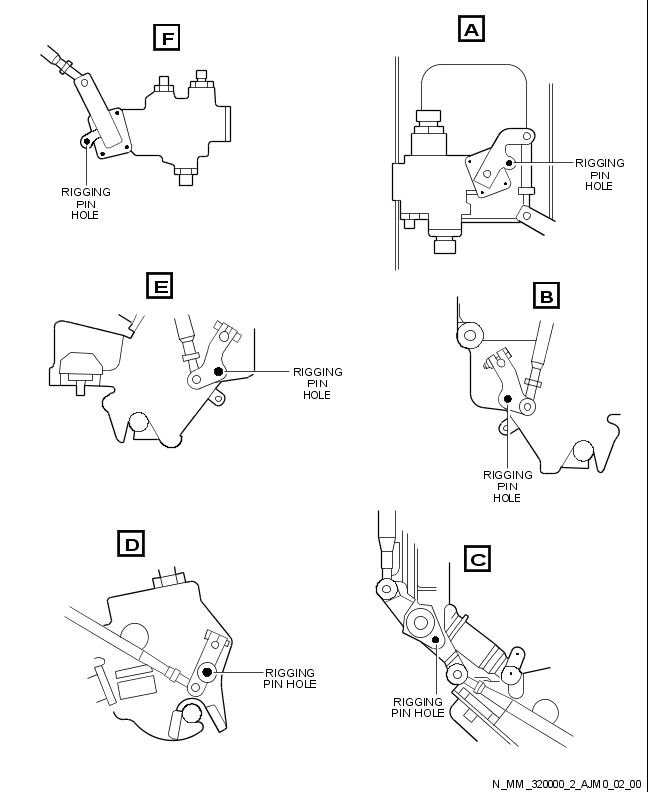 F
A
RIGGING
PIN
HOLE
RIGGING
PIN
HOLE
E
B
RIGGING
PIN
HOLE
RIGGING
PIN
HOLE
D
C
RIGGING
PIN HOLE
RIGGING
PIN HOLE
N_MM_320000_2_AJM0_02_00